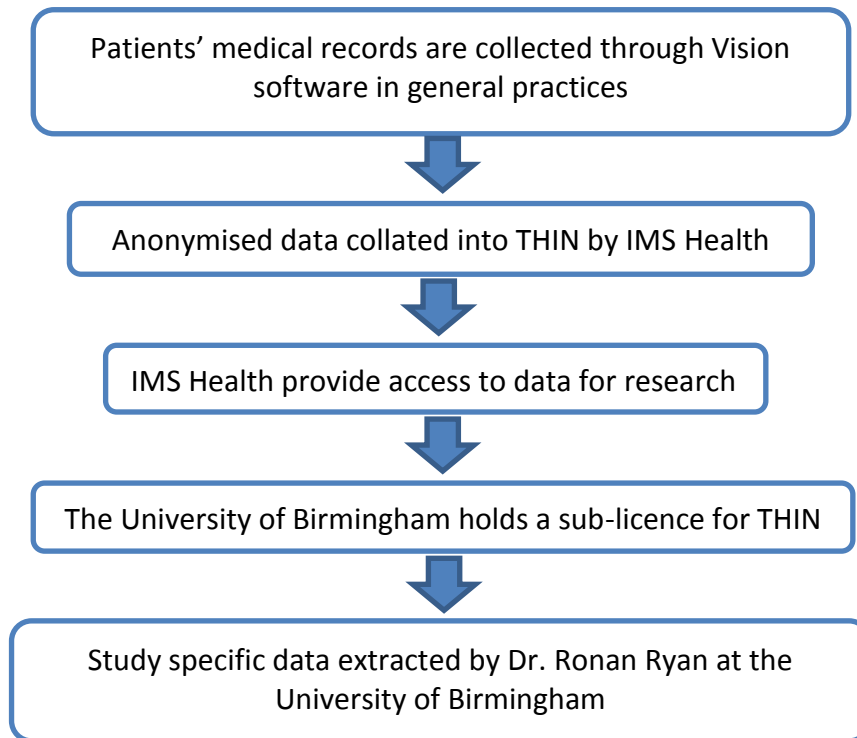 Patients’ medical records are collected through Vision
software in general practices
Anonymised data collated into THIN by IMS Health
IMS Health provide access to data for research
The University of Birmingham holds a sub-licence for THIN
Study specific data extracted by Dr. Ronan Ryan at the
University of Birmingham